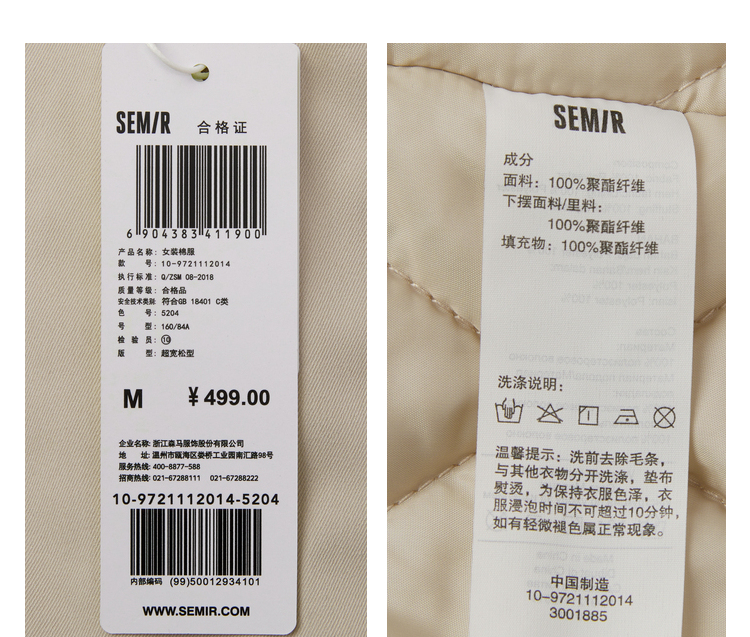 SEMIR 合格证
6 904383 411900
产品名称: 女装棉服
款 号: 10-9721112014
执行标准: Q/ZSM 08-2018
质量等级: 合格品
安全技术类别: 符合GB 18401 C类
色 号: 5204
号 型: 160/84A
检 验 员: ⑩
版 型: 超宽松型
M ¥499.00
企业名称: 浙江森马服饰股份有限公司
地 址: 温州市瓯海区娄桥工业园南汇路98号
服务热线: 400-8877-588
招商热线: 021-67288111 021-67288222
10-9721112014-5204
内部编码 (99)50012934101
WWW.SEMIR.COM
SEMIR
成分
面料: 100%聚酯纤维
下摆面料/里料:
100%聚酯纤维
填充物: 100%聚酯纤维
洗涤说明:
温馨提示: 洗前去除毛条,
与其他衣物分开洗涤, 垫布
熨烫, 为保持衣服色泽, 衣
服浸泡时间不可超过10分钟,
如有轻微褪色属正常现象。
中国制造
10-9721112014
3001885